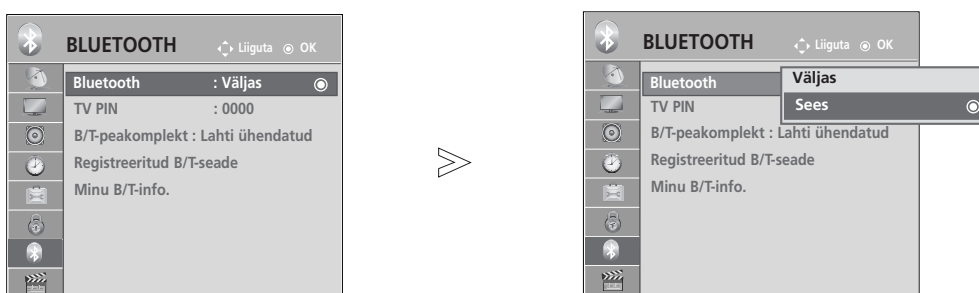 BLUETOOTH Liiguta OK
Bluetooth : Väljas
TV PIN : 0000
B/T-peakomplekt : Lahti ühendatud
Registreeritud B/T-seade
Minu B/T-info.
BLUETOOTH Liiguta OK
Bluetooth
Väljas
Sees
TV PIN
B/T-peakomplekt : Lahti ühendatud
Registreeritud B/T-seade
Minu B/T-info.